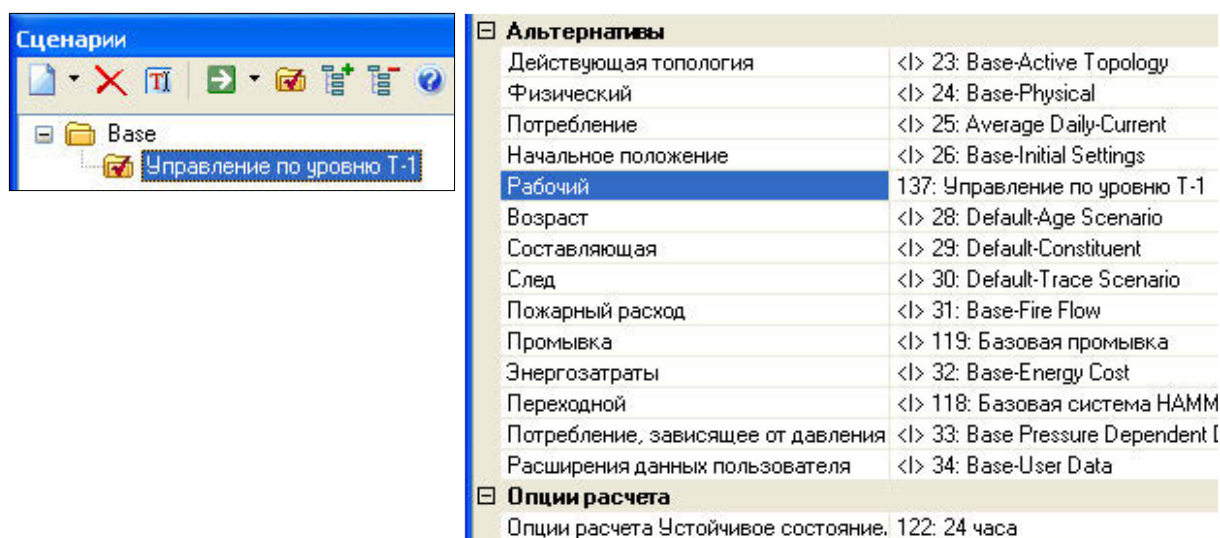 Сценарии
Base
Управление по уровню Т-1
Альтернативы
Действующая топология <I> 23: Base-Active Topology
Физический <I> 24: Base-Physical
Потребление <I> 25: Average Daily-Current
Начальное положение <I> 26: Base-Initial Settings
Рабочий 137: Управление по уровню Т-1
Возраст <I> 28: Default-Age Scenario
Составляющая <I> 29: Default-Constituent
След <I> 30: Default-Trace Scenario
Пожарный расход <I> 31: Base-Fire Flow
Промывка <I> 119: Базовая промывка
Энергозатраты <I> 32: Base-Energy Cost
Переходной <I> 118: Базовая система HAMM
Потребление, зависящее от давления <I> 33: Base Pressure Dependent D
Расширения данных пользователя <I> 34: Base-User Data
Опции расчета
Опции расчета Устойчивое состояние, 122: 24 часа